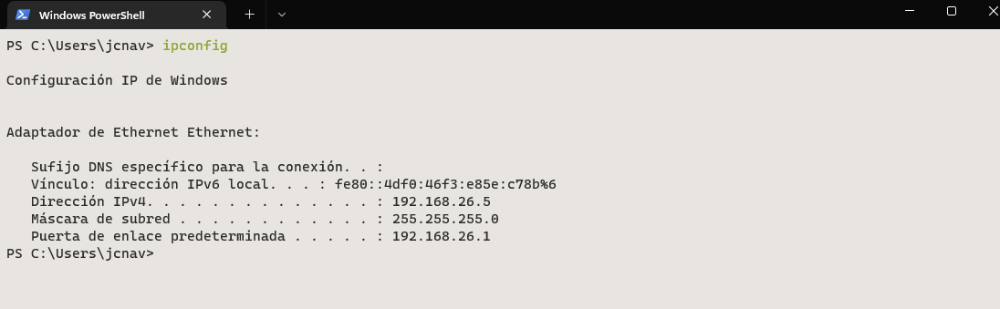 Windows PowerShell
PS C:\Users\jcnav> ipconfig
Configuración IP de Windows
Adaptador de Ethernet Ethernet:
Sufijo DNS específico para la conexión. . :
Vínculo: dirección IPv6 local. . . : fe80::4df0:46f3:e85e:c78b%6
Dirección IPv4. . . . . . . . . . . . . . : 192.168.26.5
Máscara de subred . . . . . . . . . . . . : 255.255.255.0
Puerta de enlace predeterminada . . . . . : 192.168.26.1
PS C:\Users\jcnav>